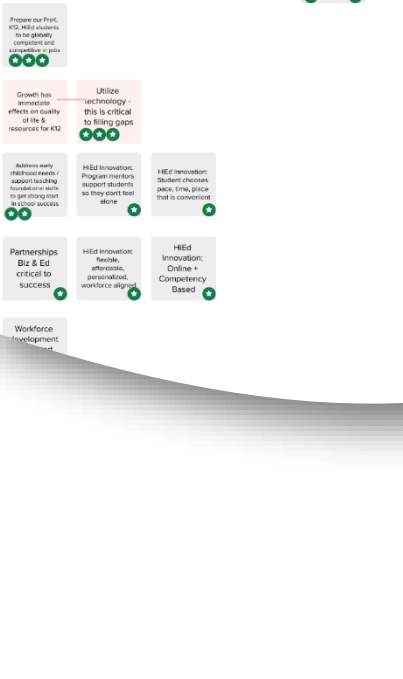 Prepare our PreK,
K12, HiEd students
to be globally
competent and
competitive in jobs
Growth has
immediate
effects on quality
of life &
resources for K12
Utilize
technology -
this is critical
to filling gaps
Address early
childhood needs /
support teaching
foundational skills
to get strong start
in school success
HiEd Innovation:
Program mentors
support students
so they don't feel
alone
HiEd Innovation:
Student chooses
pace, time, place
that is convenient
Partnerships
Biz & Ed
critical to
success
HiEd Innovation:
flexible,
affordable,
personalized,
workforce aligned
HiEd
Innovation:
Online +
Competency
Based
Workforce
development